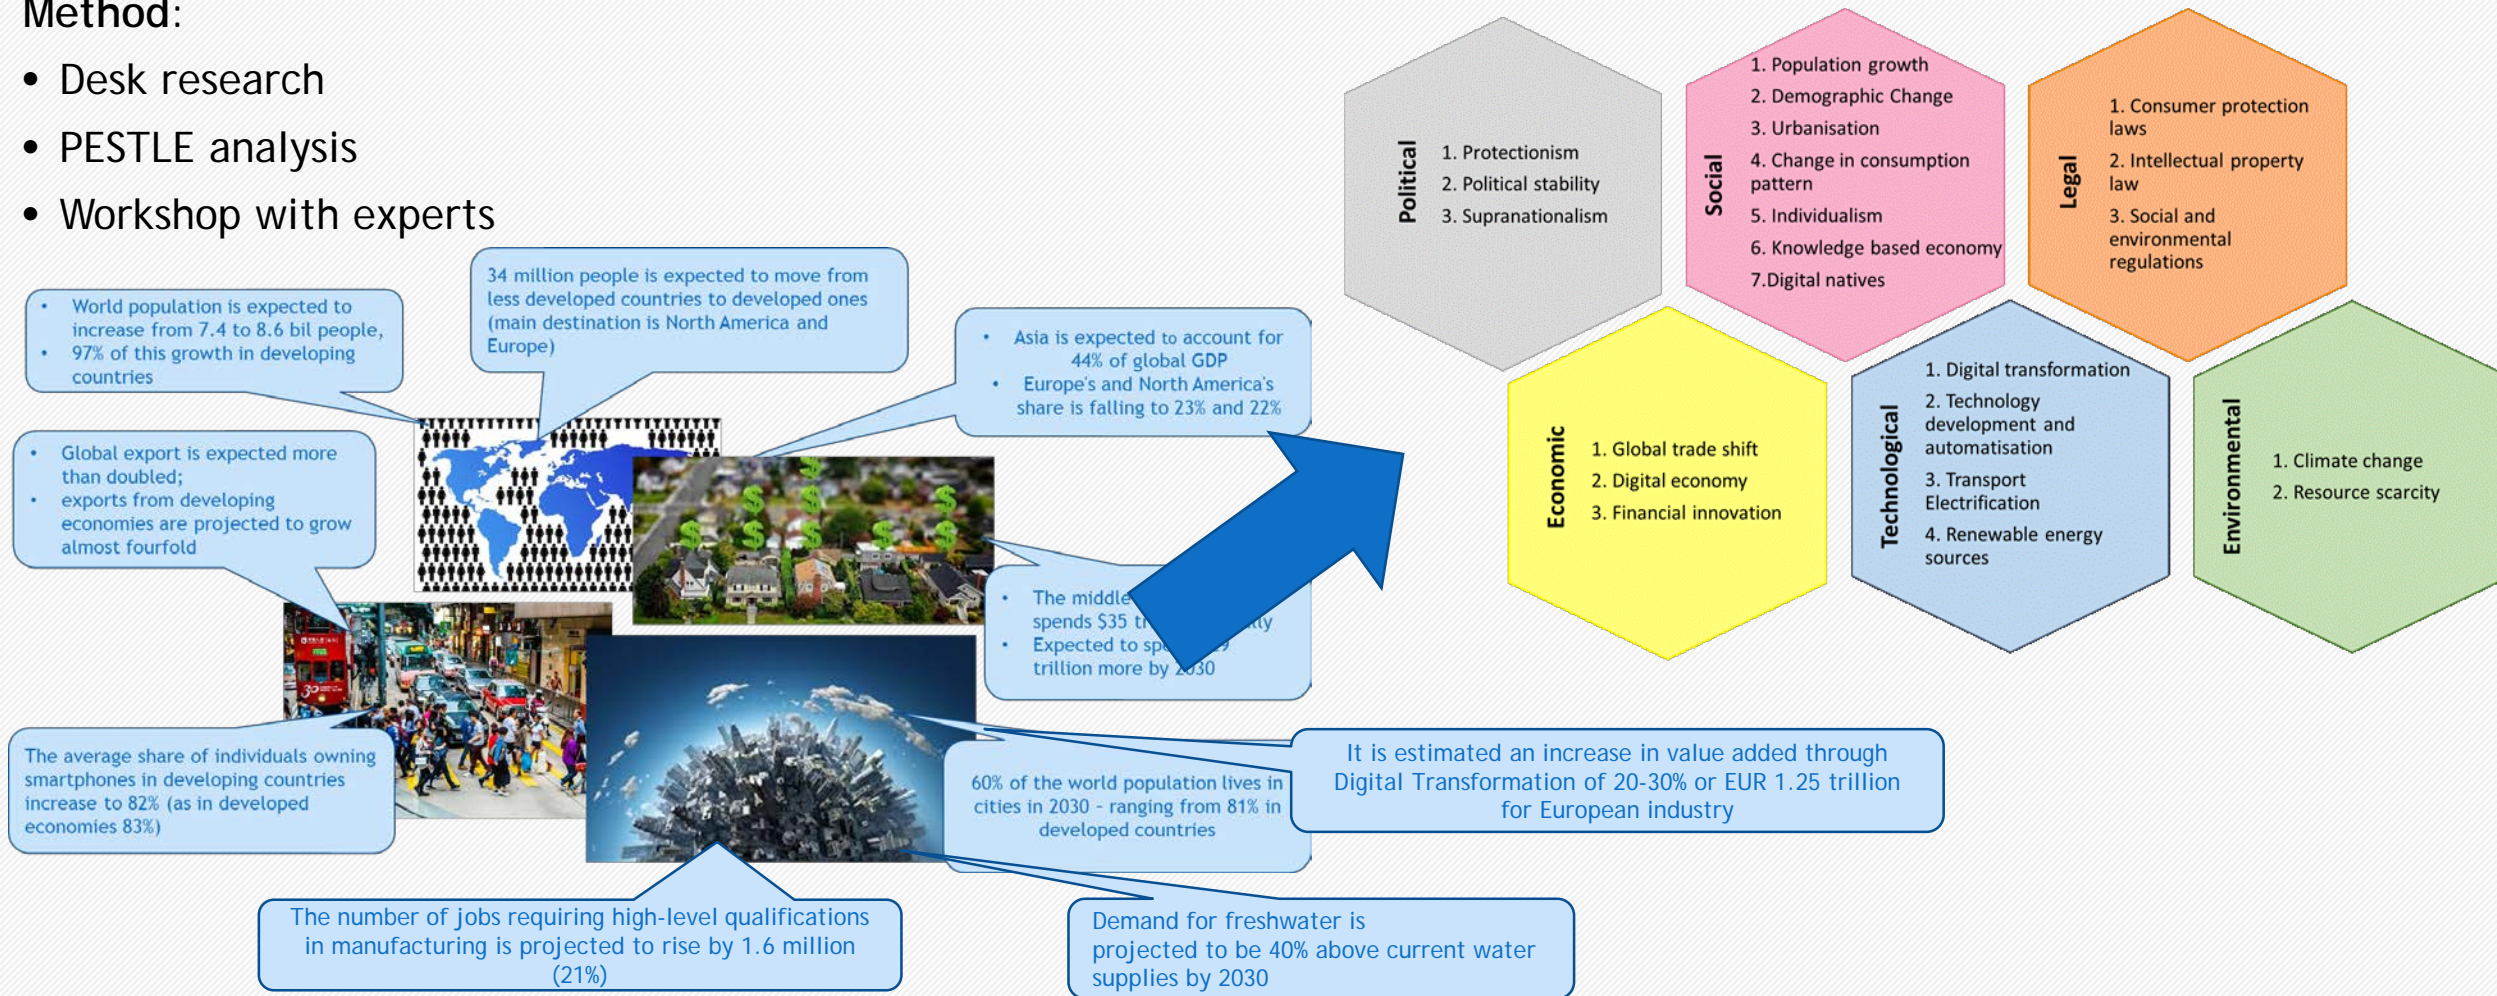 Method:
• Desk research
• PESTLE analysis
• Workshop with experts
• World population is expected to
increase from 7.4 to 8.6 bil people,
• 97% of this growth in developing
countries
34 million people is expected to move from
less developed countries to developed ones
(main destination is North America and
Europe)
• Asia is expected to account for
44% of global GDP
• Europe's and North America's
share is falling to 23% and 22%
• Global export is expected more
than doubled;
• exports from developing
economies are projected to grow
almost fourfold
• The middle
spends $35
• Expected to
trillion more by 2030
The average share of individuals owning
smartphones in developing countries
increase to 82% (as in developed
economies 83%)
60% of the world population lives in
cities in 2030 – ranging from 81% in
developed countries
It is estimated an increase in value added through
Digital Transformation of 20-30% or EUR 1.25 trillion
for European industry
The number of jobs requiring high-level qualifications
in manufacturing is projected to rise by 1.6 million
(21%)
Demand for freshwater is
projected to be 40% above current water
supplies by 2030
Political
1. Protectionism
2. Political stability
3. Supranationalism
Social
1. Population growth
2. Demographic Change
3. Urbanisation
4. Change in consumption
pattern
5. Individualism
6. Knowledge based economy
7.Digital natives
Legal
1. Consumer protection
laws
2. Intellectual property
law
3. Social and
environmental
regulations
Economic
1. Global trade shift
2. Digital economy
3. Financial innovation
Technological
1. Digital transformation
2. Technology
development and
automatisation
3. Transport
Electrification
4. Renewable energy
sources
Environmental
1. Climate change
2. Resource scarcity